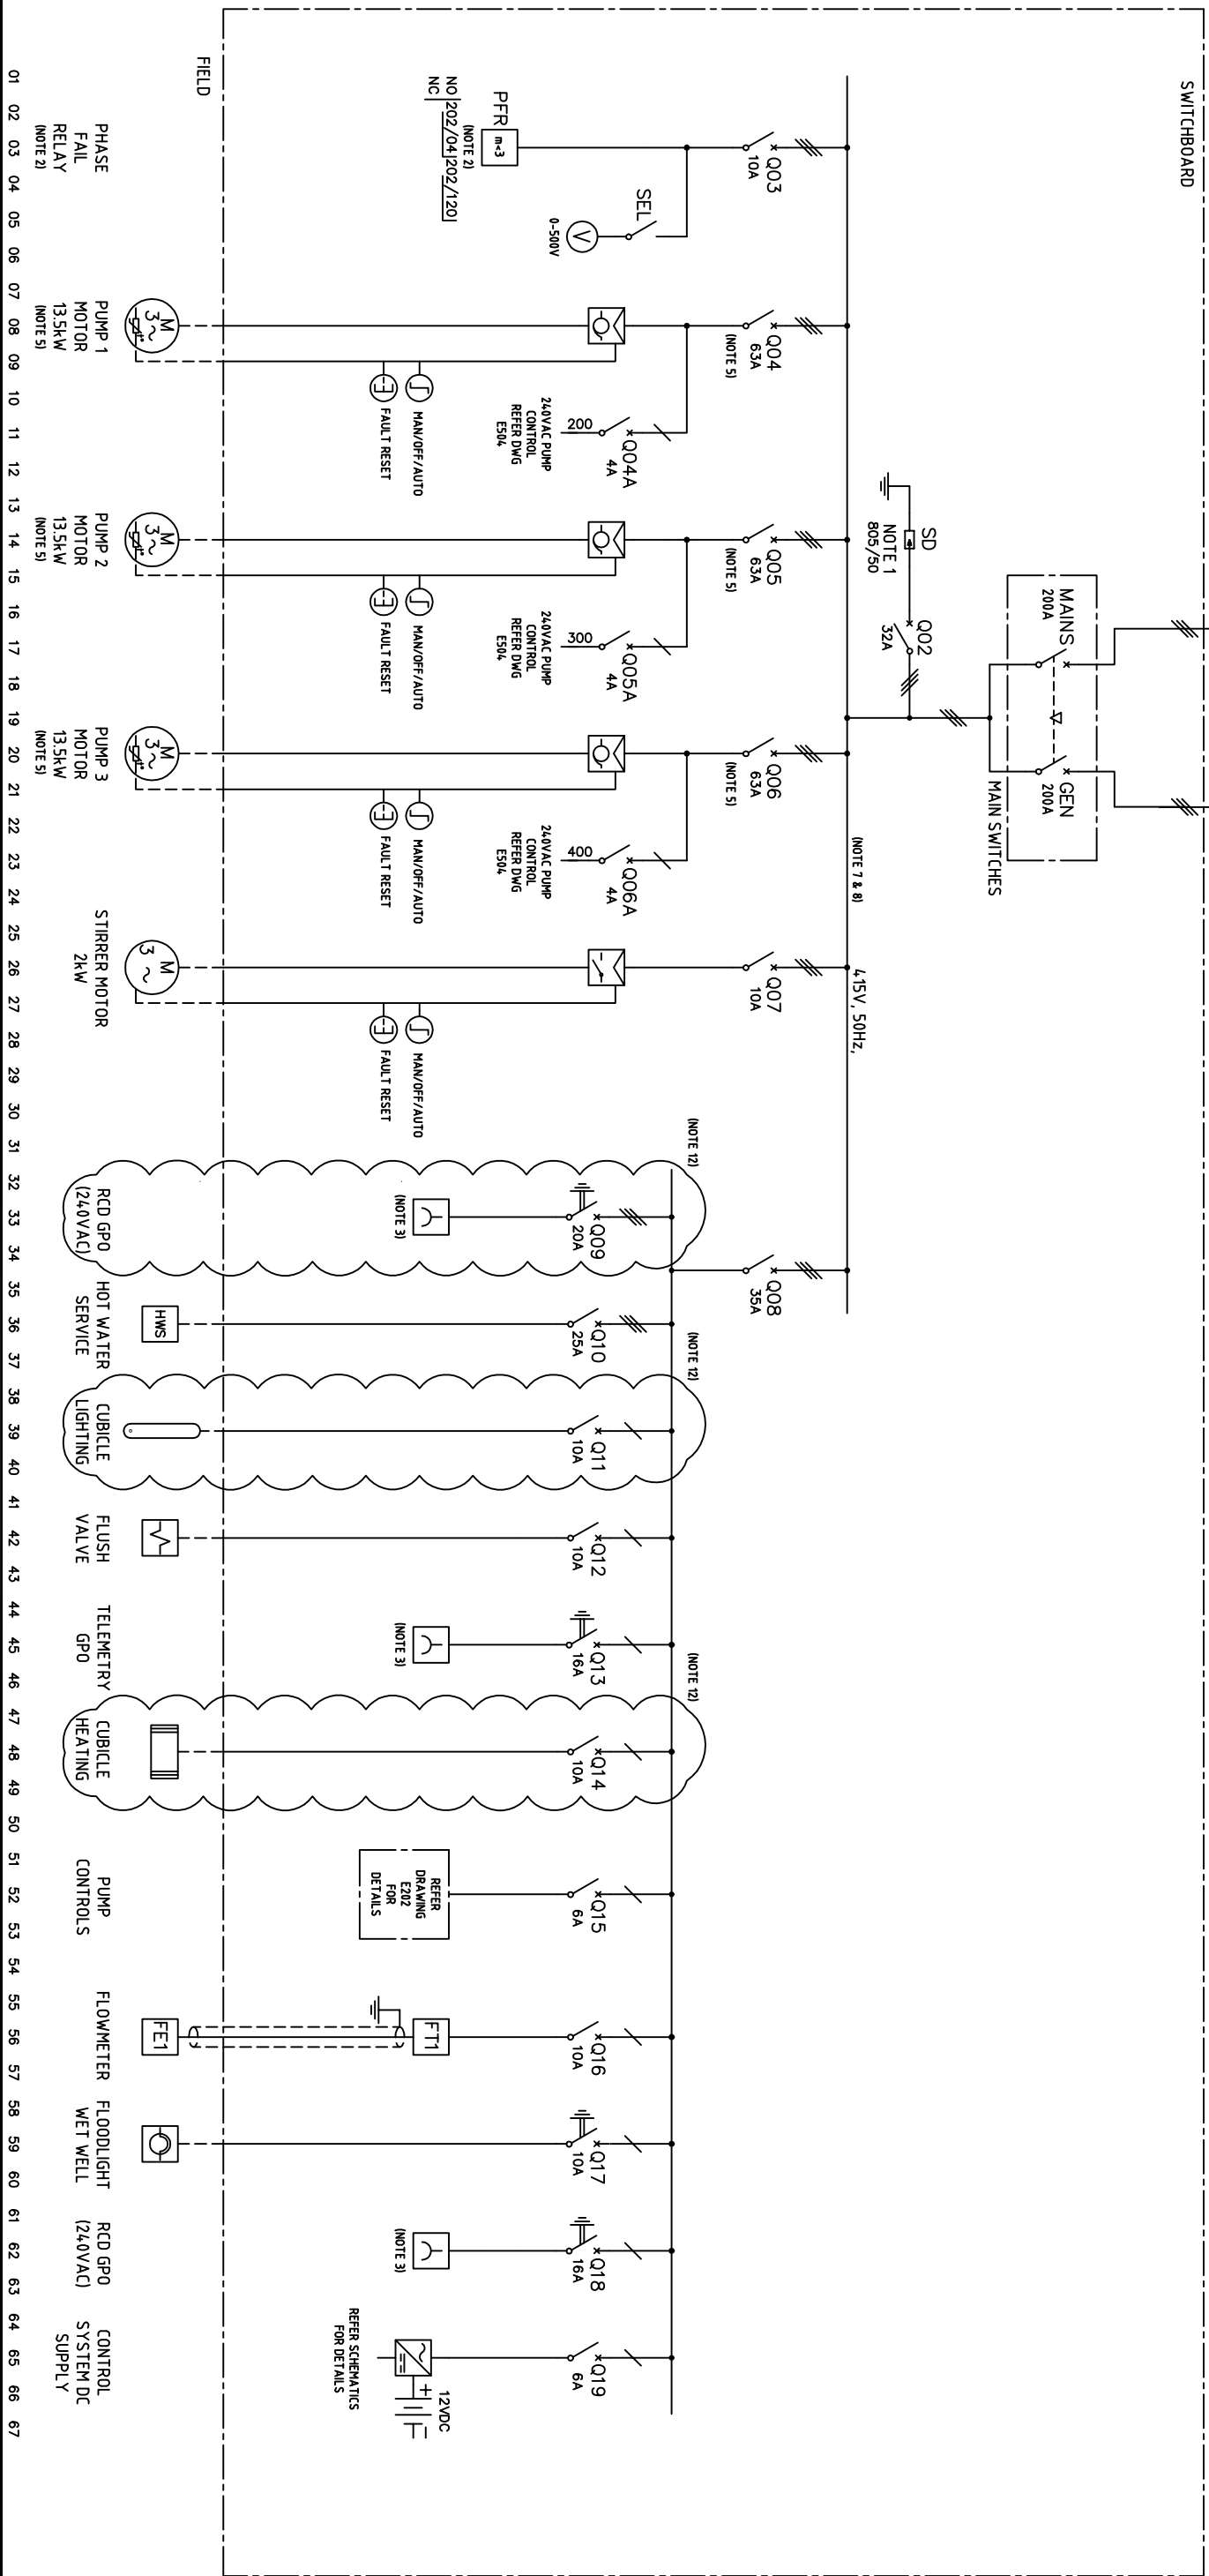 SWITCHBOARD
MAINS
200A
GEN
200A
MAIN SWITCHES
SD
NOTE 1
805/50
Q02
32A
(NOTE 7 & 8)
415V, 50Hz,
Q03
10A
SEL
0-500V
V
PFR
m<3
(NOTE 2)
NO 202/04 202/120
NC
Q04
63A
(NOTE 5)
Q04A
4A
200
240VAC PUMP
CONTROL
REFER DWG
E504
MAN/OFF/AUTO
FAULT RESET
Q05
63A
(NOTE 5)
Q05A
4A
300
240VAC PUMP
CONTROL
REFER DWG
E504
MAN/OFF/AUTO
FAULT RESET
Q06
63A
(NOTE 5)
Q06A
4A
400
240VAC PUMP
CONTROL
REFER DWG
E504
MAN/OFF/AUTO
FAULT RESET
Q07
10A
MAN/OFF/AUTO
FAULT RESET
Q08
35A
(NOTE 12)
Q09
20A
(NOTE 3)
Q10
25A
(NOTE 12)
Q11
10A
Q12
10A
Q13
16A
(NOTE 3)
(NOTE 12)
Q14
10A
Q15
6A
REFER
DRAWING
E202
FOR
DETAILS
Q16
10A
FT1
Q17
10A
Q18
16A
(NOTE 3)
Q19
6A
12VDC
+
REFER SCHEMATICS
FOR DETAILS
FIELD
M
3 ~
M
3 ~
M
3 ~
M
3 ~
HWS
FE1
PHASE
FAIL
RELAY
(NOTE 2)
PUMP 1
MOTOR
13.5kW
(NOTE 5)
PUMP 2
MOTOR
13.5kW
(NOTE 5)
PUMP 3
MOTOR
13.5kW
(NOTE 5)
STIRRER MOTOR
2kW
RCD GPO
(240VAC)
HOT WATER
SERVICE
CUBICLE
LIGHTING
FLUSH
VALVE
TELEMETRY
GPO
CUBICLE
HEATING
PUMP
CONTROLS
FLOWMETER
FLOODLIGHT
WET WELL
RCD GPO
(240VAC)
CONTROL
SYSTEM DC
SUPPLY
01 02 03 04 05 06 07 08 09 10 11 12 13 14 15 16 17 18 19 20 21 22 23 24 25 26 27 28 29 30 31 32 33 34 35 36 37 38 39 40 41 42 43 44 45 46 47 48 49 50 51 52 53 54 55 56 57 58 59 60 61 62 63 64 65 66 67